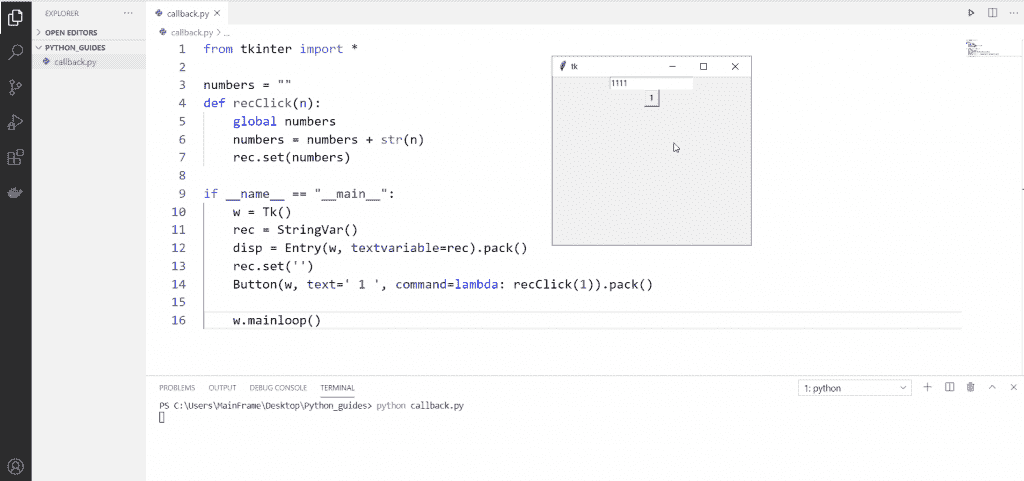 EXPLORER
OPEN EDITORS
PYTHON_GUIDES
callback.py
callback.py
callback.py > ...
1 from tkinter import *
2
3 numbers = ""
4 def recClick(n):
5 global numbers
6 numbers = numbers + str(n)
7 rec.set(numbers)
8
9 if __name__ == "__main__":
10 w = Tk()
11 rec = StringVar()
12 disp = Entry(w, textvariable=rec).pack()
13 rec.set('')
14 Button(w, text=' 1 ', command=lambda: recClick(1)).pack()
15
16 w.mainloop()
tk
1111
1
PROBLEMS OUTPUT DEBUG CONSOLE TERMINAL
1: python
PS C:\Users\MainFrame\Desktop\Python_guides> python callback.py